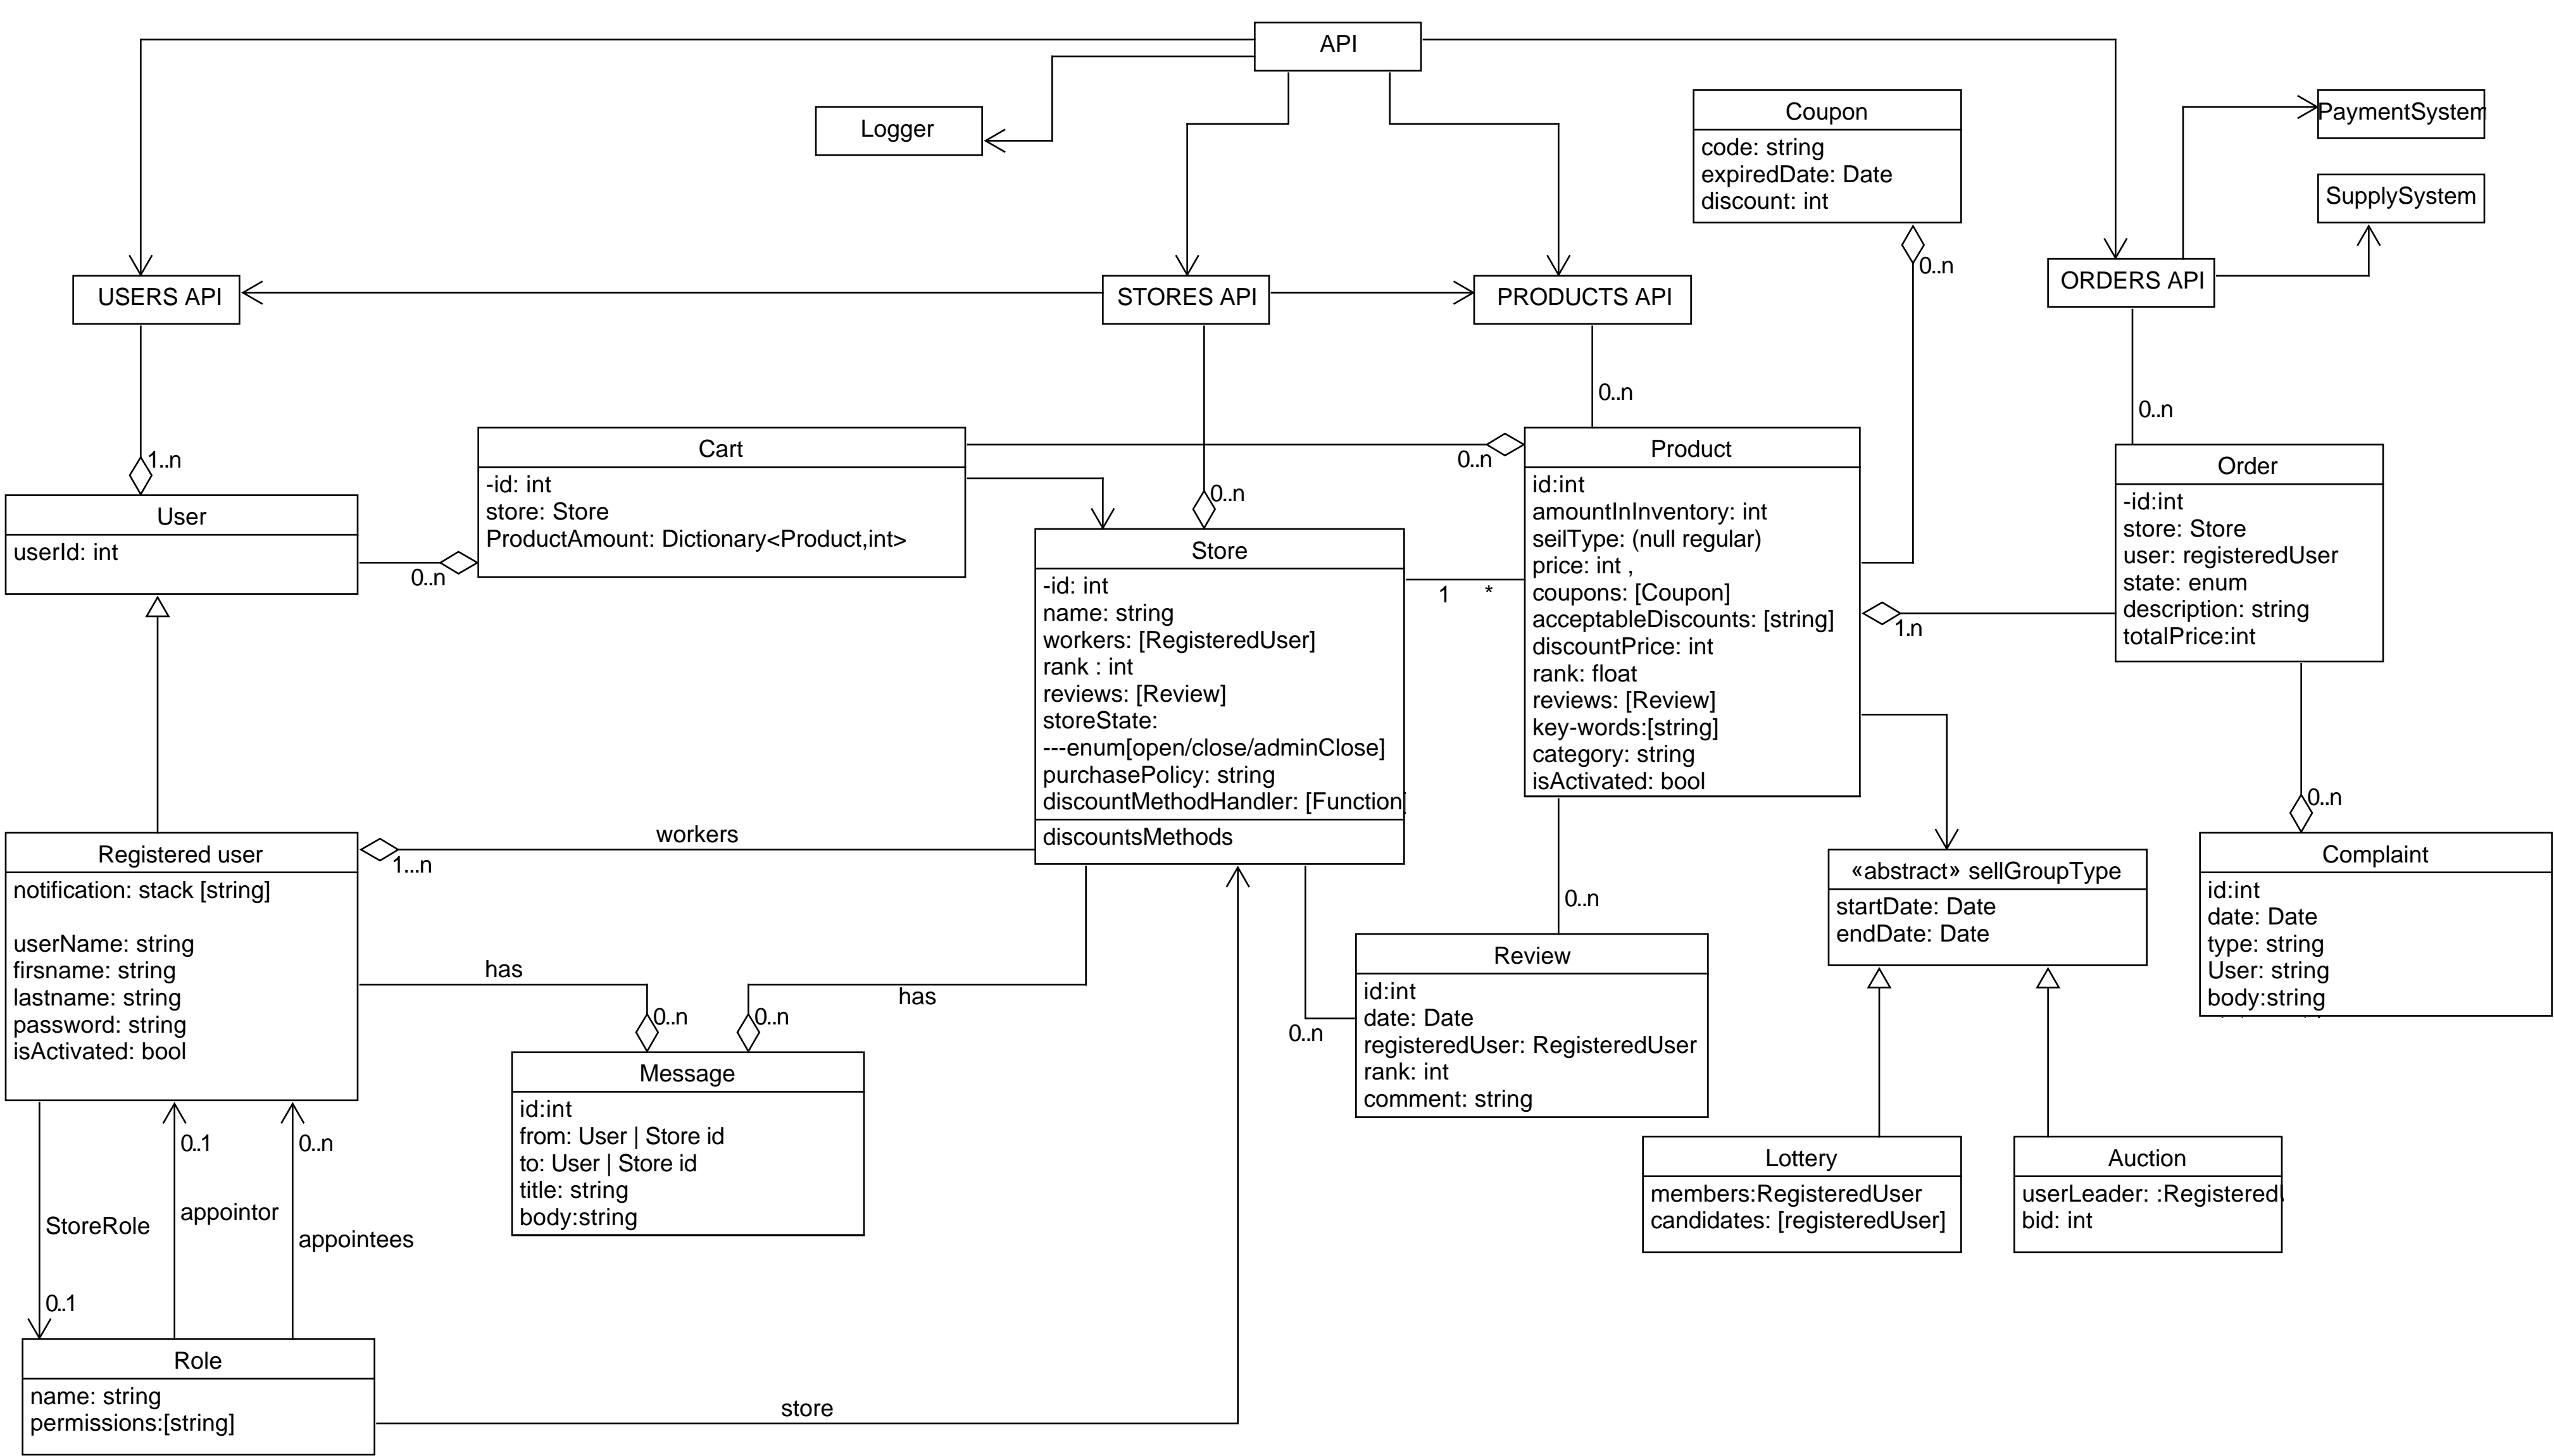 API
Logger
Coupon
code: string
expiredDate: Date
discount: int
PaymentSystem
SupplySystem
USERS API
STORES API
PRODUCTS API
ORDERS API
0..n
1..n
0..n
0..n
0..n
0..n
0..n
User
userId: int
Cart
-id: int
store: Store
ProductAmount: Dictionary<Product,int>
Store
-id: int
name: string
workers: [RegisteredUser]
rank : int
reviews: [Review]
storeState:
---enum[open/close/adminClose]
purchasePolicy: string
discountMethodHandler: [Function]
discountsMethods
1 *
Product
id:int
amountInInventory: int
seilType: (null regular)
price: int ,
coupons: [Coupon]
acceptableDiscounts: [string]
discountPrice: int
rank: float
reviews: [Review]
key-words:[string]
category: string
isActivated: bool
1.n
Order
-id:int
store: Store
user: registeredUser
state: enum
description: string
totalPrice:int
0..n
Registered user
notification: stack [string]
userName: string
firsname: string
lastname: string
password: string
isActivated: bool
workers
1...n
has
has
0..n
0..n
Message
id:int
from: User | Store id
to: User | Store id
title: string
body:string
0..n
0..n
Review
id:int
date: Date
registeredUser: RegisteredUser
rank: int
comment: string
«abstract» sellGroupType
startDate: Date
endDate: Date
Complaint
id:int
date: Date
type: string
User: string
body:string
Lottery
members:RegisteredUser
candidates: [registeredUser]
Auction
userLeader: :Registered
bid: int
0..1
0..n
StoreRole
appointor
appointees
0..1
Role
name: string
permissions:[string]
store